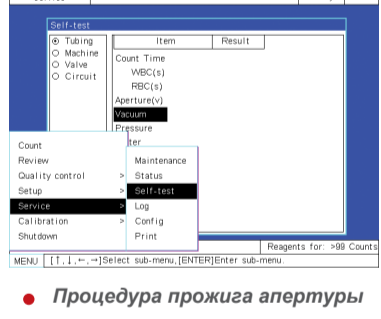 Self-test
Tubing
Machine
Valve
Circuit
Item Result
Count Time
WBC(s)
RBC(s)
Aperture(v)
Vacuum
Pressure
Count
Review
Quality control >
Setup >
Service >
Calibration >
Shutdown
Maintenance
Status
Self-test
Log
Config
Print
Reagents for: >99 Counts
MENU [↑,↓,←,→]Select sub-menu,[ENTER]Enter sub-menu.
• Процедура прожига апертуры